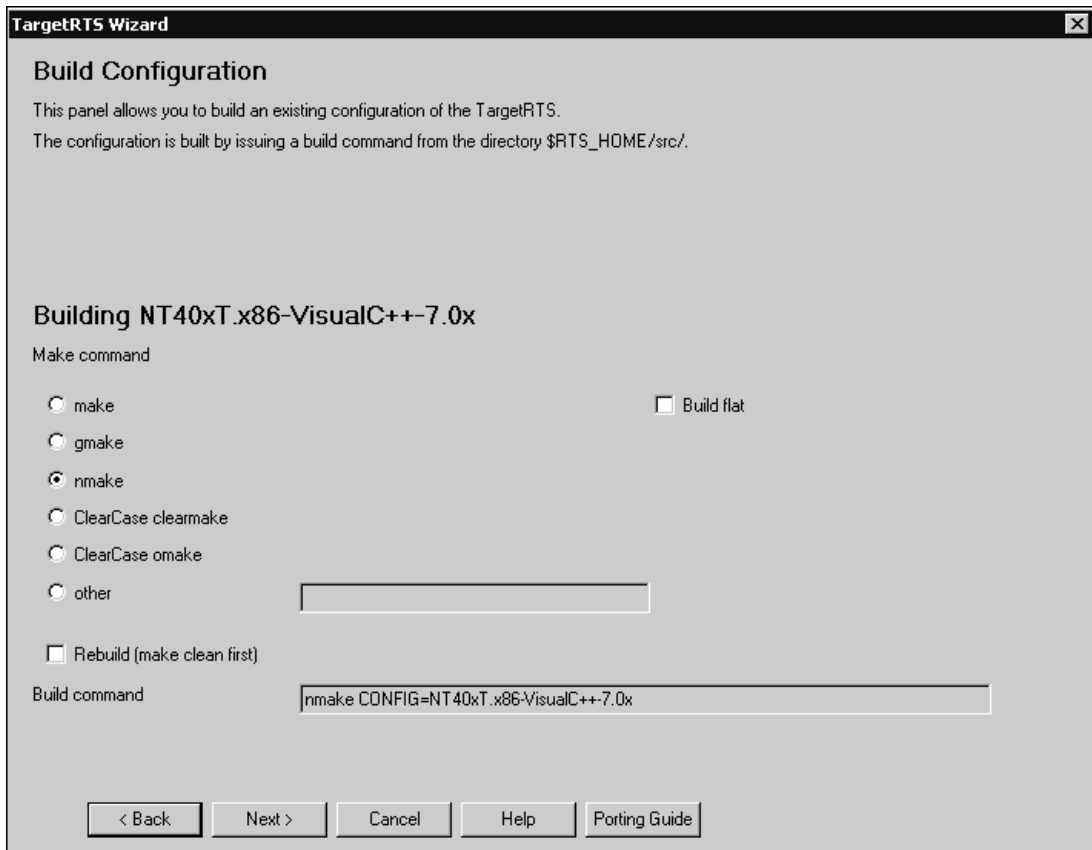 TargetRTS Wizard
Build Configuration
This panel allows you to build an existing configuration of the TargetRTS.
The configuration is built by issuing a build command from the directory $RTS_HOME/src/.
Building NT40xT.x86-VisualC++-7.0x
Make command
make
Build flat
gmake
nmake
ClearCase clearmake
ClearCase omake
other
Rebuild (make clean first)
Build command
nmake CONFIG=NT40xT.x86-VisualC++-7.0x
< Back
Next >
Cancel
Help
Porting Guide